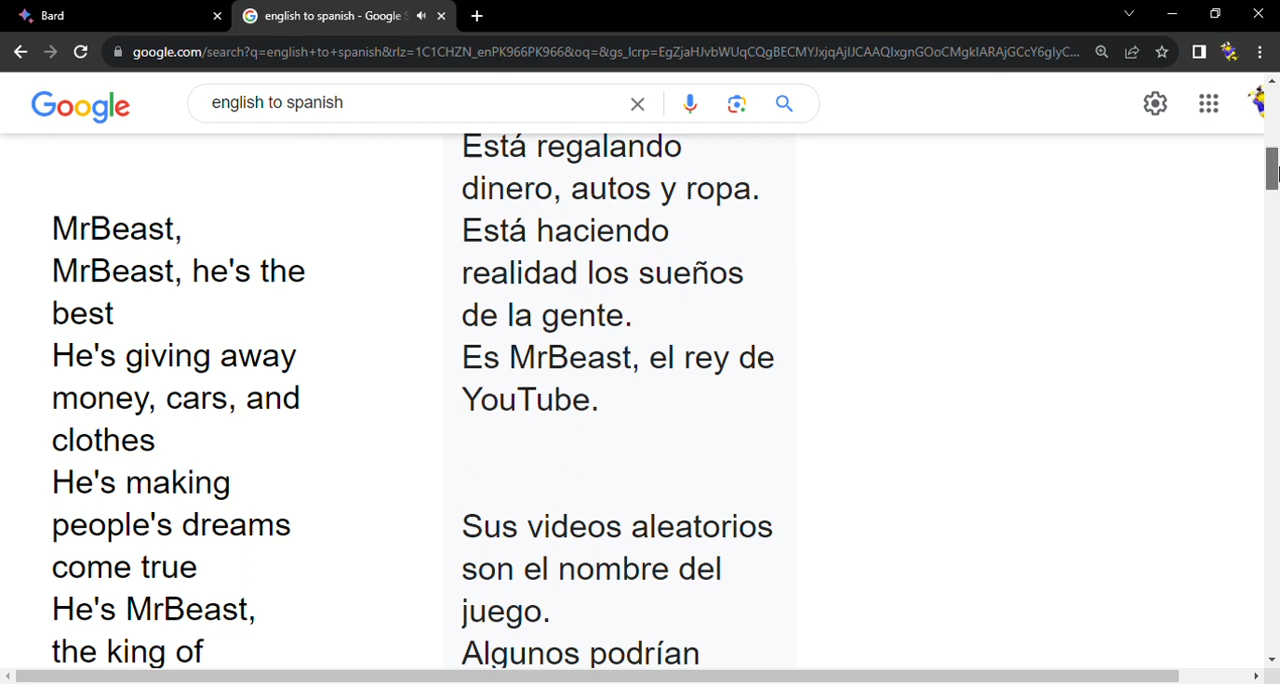 Bard
english to spanish - Google S
google.com/search?q=english+to+spanish&rlz=1C1CHZN_enPK966PK966&oq=&gs_lcrp=EgZjaHJvbWUqCQgBECMYJxjqAjIJCAAQIxgnGOoCMgkIARAjGCcY6gIyC...
Google
english to spanish
MrBeast,
MrBeast, he's the
best
He's giving away
money, cars, and
clothes
He's making
people's dreams
come true
He's MrBeast,
the king of
Está regalando
dinero, autos y ropa.
Está haciendo
realidad los sueños
de la gente.
Es MrBeast, el rey de
YouTube.
Sus videos aleatorios
son el nombre del
juego.
Algunos podrían